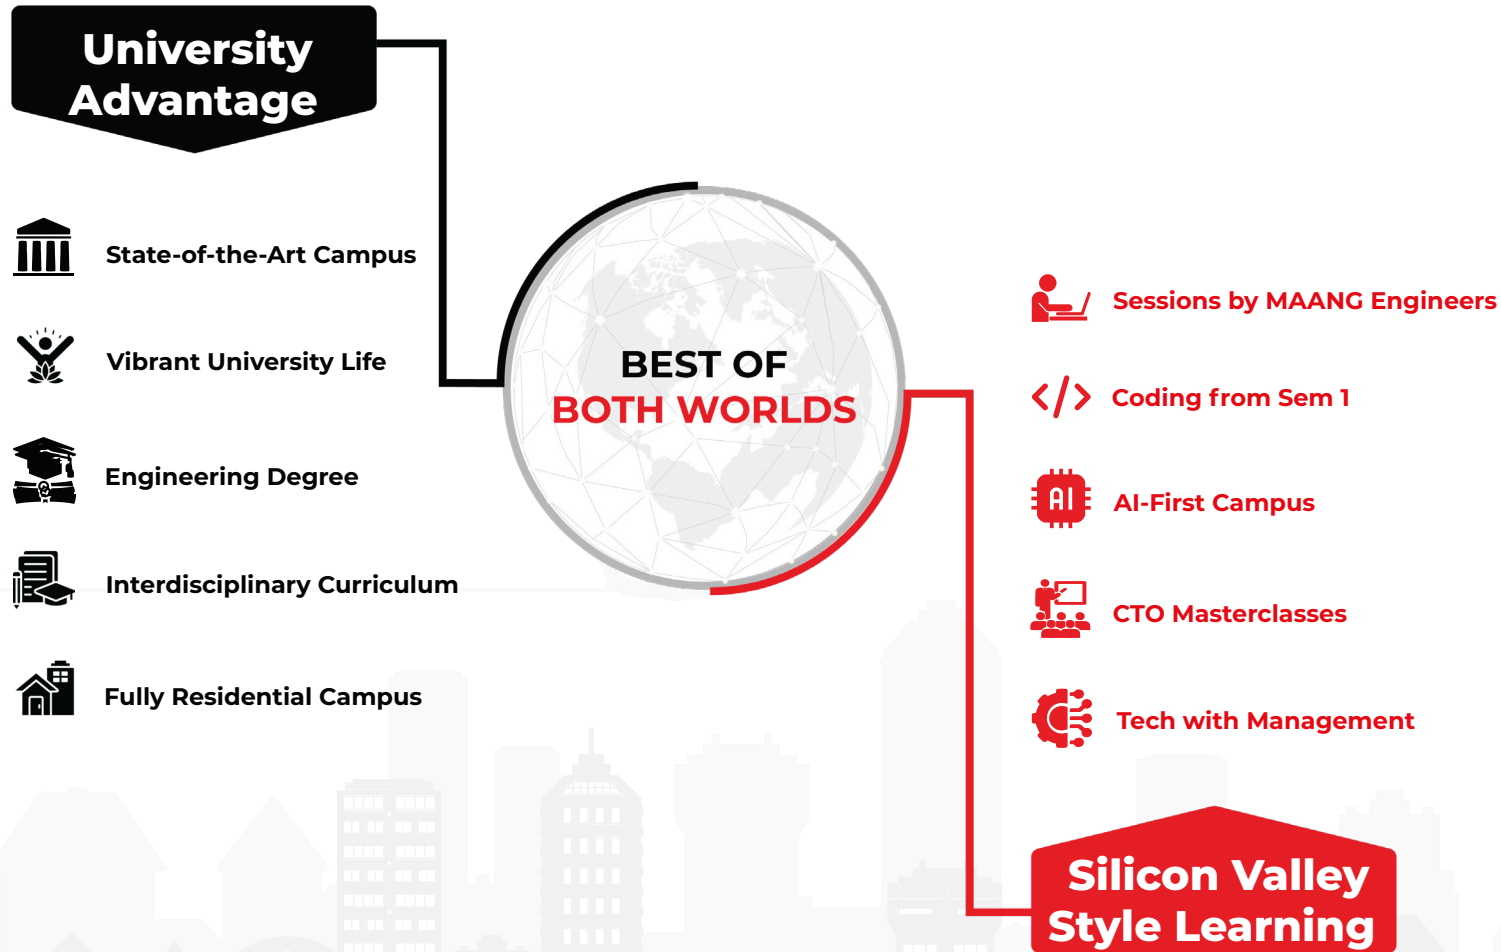 University
Advantage
State-of-the-Art Campus
Vibrant University Life
Engineering Degree
Interdisciplinary Curriculum
Fully Residential Campus
BEST OF
BOTH WORLDS
Sessions by MAANG Engineers
Coding from Sem 1
AI
AI-First Campus
CTO Masterclasses
Tech with Management
Silicon Valley
Style Learning